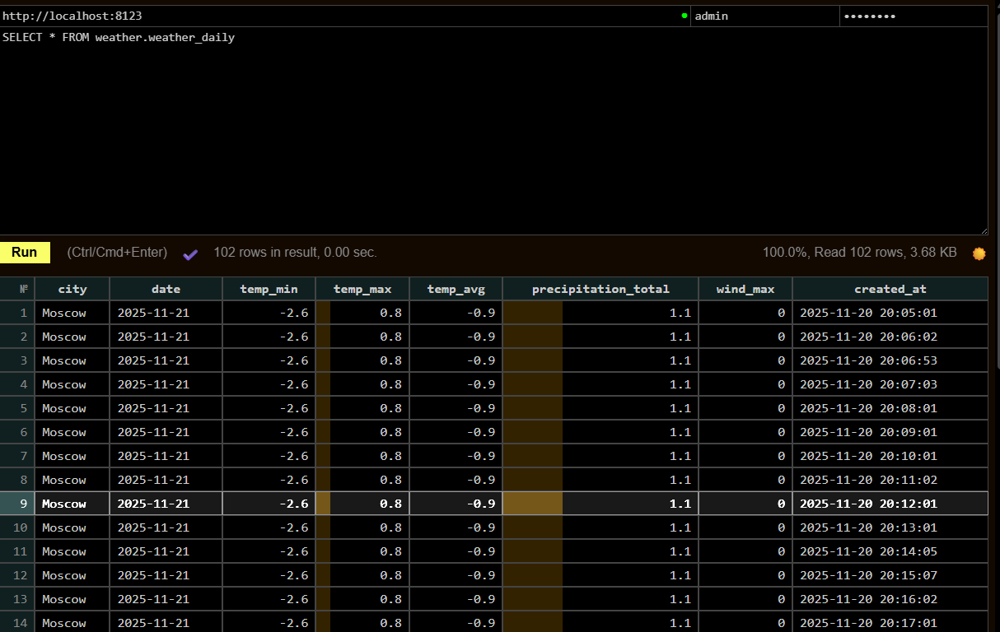 http://localhost:8123 admin ••••••••
SELECT * FROM weather.weather_daily
Run (Ctrl/Cmd+Enter) ✔ 102 rows in result, 0.00 sec. 100.0%, Read 102 rows, 3.68 KB
№ city date temp_min temp_max temp_avg precipitation_total wind_max created_at
1 Moscow 2025-11-21 -2.6 0.8 -0.9 1.1 0 2025-11-20 20:05:01
2 Moscow 2025-11-21 -2.6 0.8 -0.9 1.1 0 2025-11-20 20:06:02
3 Moscow 2025-11-21 -2.6 0.8 -0.9 1.1 0 2025-11-20 20:06:53
4 Moscow 2025-11-21 -2.6 0.8 -0.9 1.1 0 2025-11-20 20:07:03
5 Moscow 2025-11-21 -2.6 0.8 -0.9 1.1 0 2025-11-20 20:08:01
6 Moscow 2025-11-21 -2.6 0.8 -0.9 1.1 0 2025-11-20 20:09:01
7 Moscow 2025-11-21 -2.6 0.8 -0.9 1.1 0 2025-11-20 20:10:01
8 Moscow 2025-11-21 -2.6 0.8 -0.9 1.1 0 2025-11-20 20:11:02
9 Moscow 2025-11-21 -2.6 0.8 -0.9 1.1 0 2025-11-20 20:12:01
10 Moscow 2025-11-21 -2.6 0.8 -0.9 1.1 0 2025-11-20 20:13:01
11 Moscow 2025-11-21 -2.6 0.8 -0.9 1.1 0 2025-11-20 20:14:05
12 Moscow 2025-11-21 -2.6 0.8 -0.9 1.1 0 2025-11-20 20:15:07
13 Moscow 2025-11-21 -2.6 0.8 -0.9 1.1 0 2025-11-20 20:16:02
14 Moscow 2025-11-21 -2.6 0.8 -0.9 1.1 0 2025-11-20 20:17:01